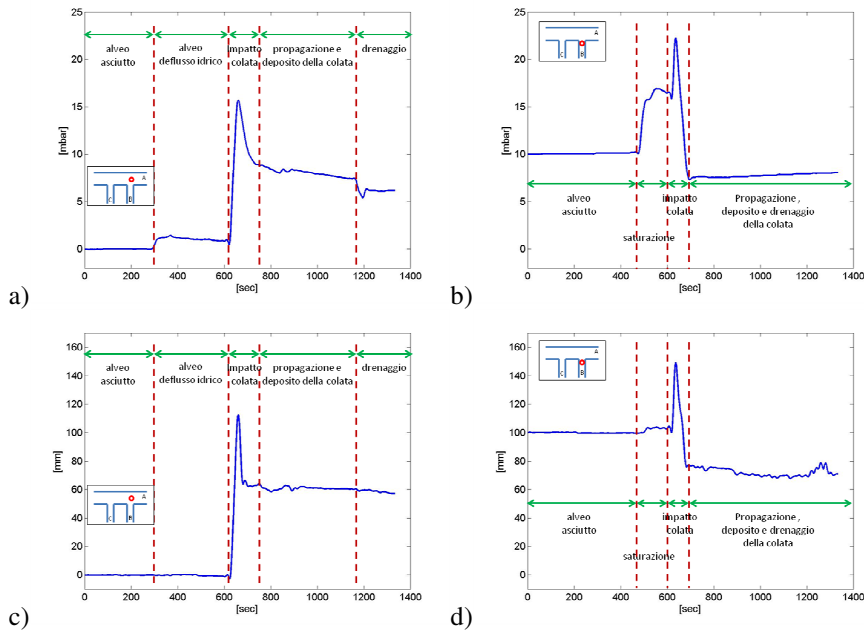 25
20
15
10
5
0
[mbar]
alveo
asciutto
alveo
deflusso idrico
impatto
colata
propagazione e
deposito della colata
drenaggio
A
C
B
0 200 400 600 800 1000 1200 1400
[sec]
a)
25
20
15
10
5
0
[mbar]
A
C
B
alveo
asciutto
saturazione
impatto
colata
Propagazione ,
deposito e drenaggio
della colata
0 200 400 600 800 1000 1200 1400
[sec]
b)
160
140
120
100
80
60
40
20
0
[mm]
alveo
asciutto
alveo
deflusso idrico
impatto
colata
propagazione e
deposito della colata
drenaggio
A
C
B
0 200 400 600 800 1000 1200 1400
[sec]
c)
160
140
120
100
80
60
40
20
0
[mm]
A
C
B
alveo
asciutto
saturazione
impatto
colata
Propagazione ,
deposito e drenaggio
della colata
0 200 400 600 800 1000 1200 1400
[sec]
d)